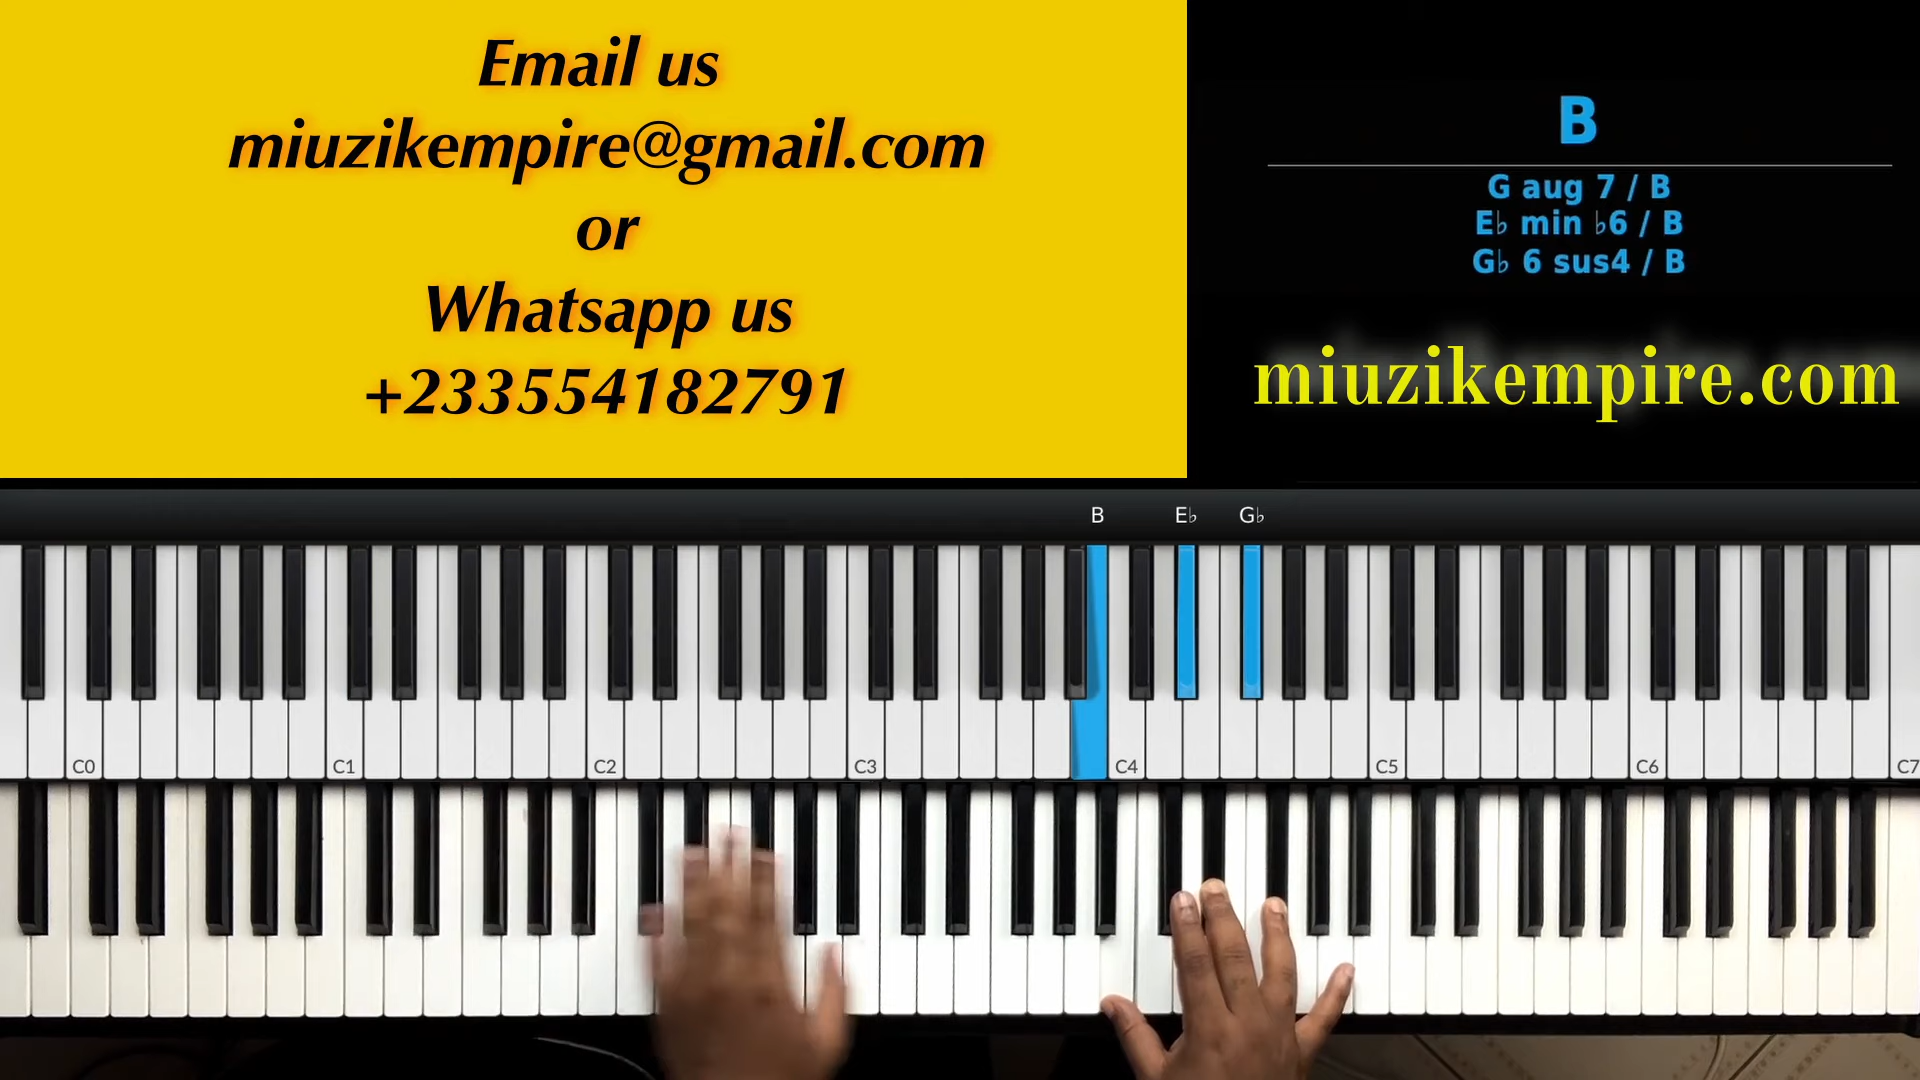 Email us
miuzikempire@gmail.com
or
Whatsapp us
+233554182791
B
G aug 7 / B
E♭ min ♭6 / B
G♭ 6 sus4 / B
miuzikempire.com
B E♭ G♭
C0 C1 C2 C3 C4 C5 C6 C7